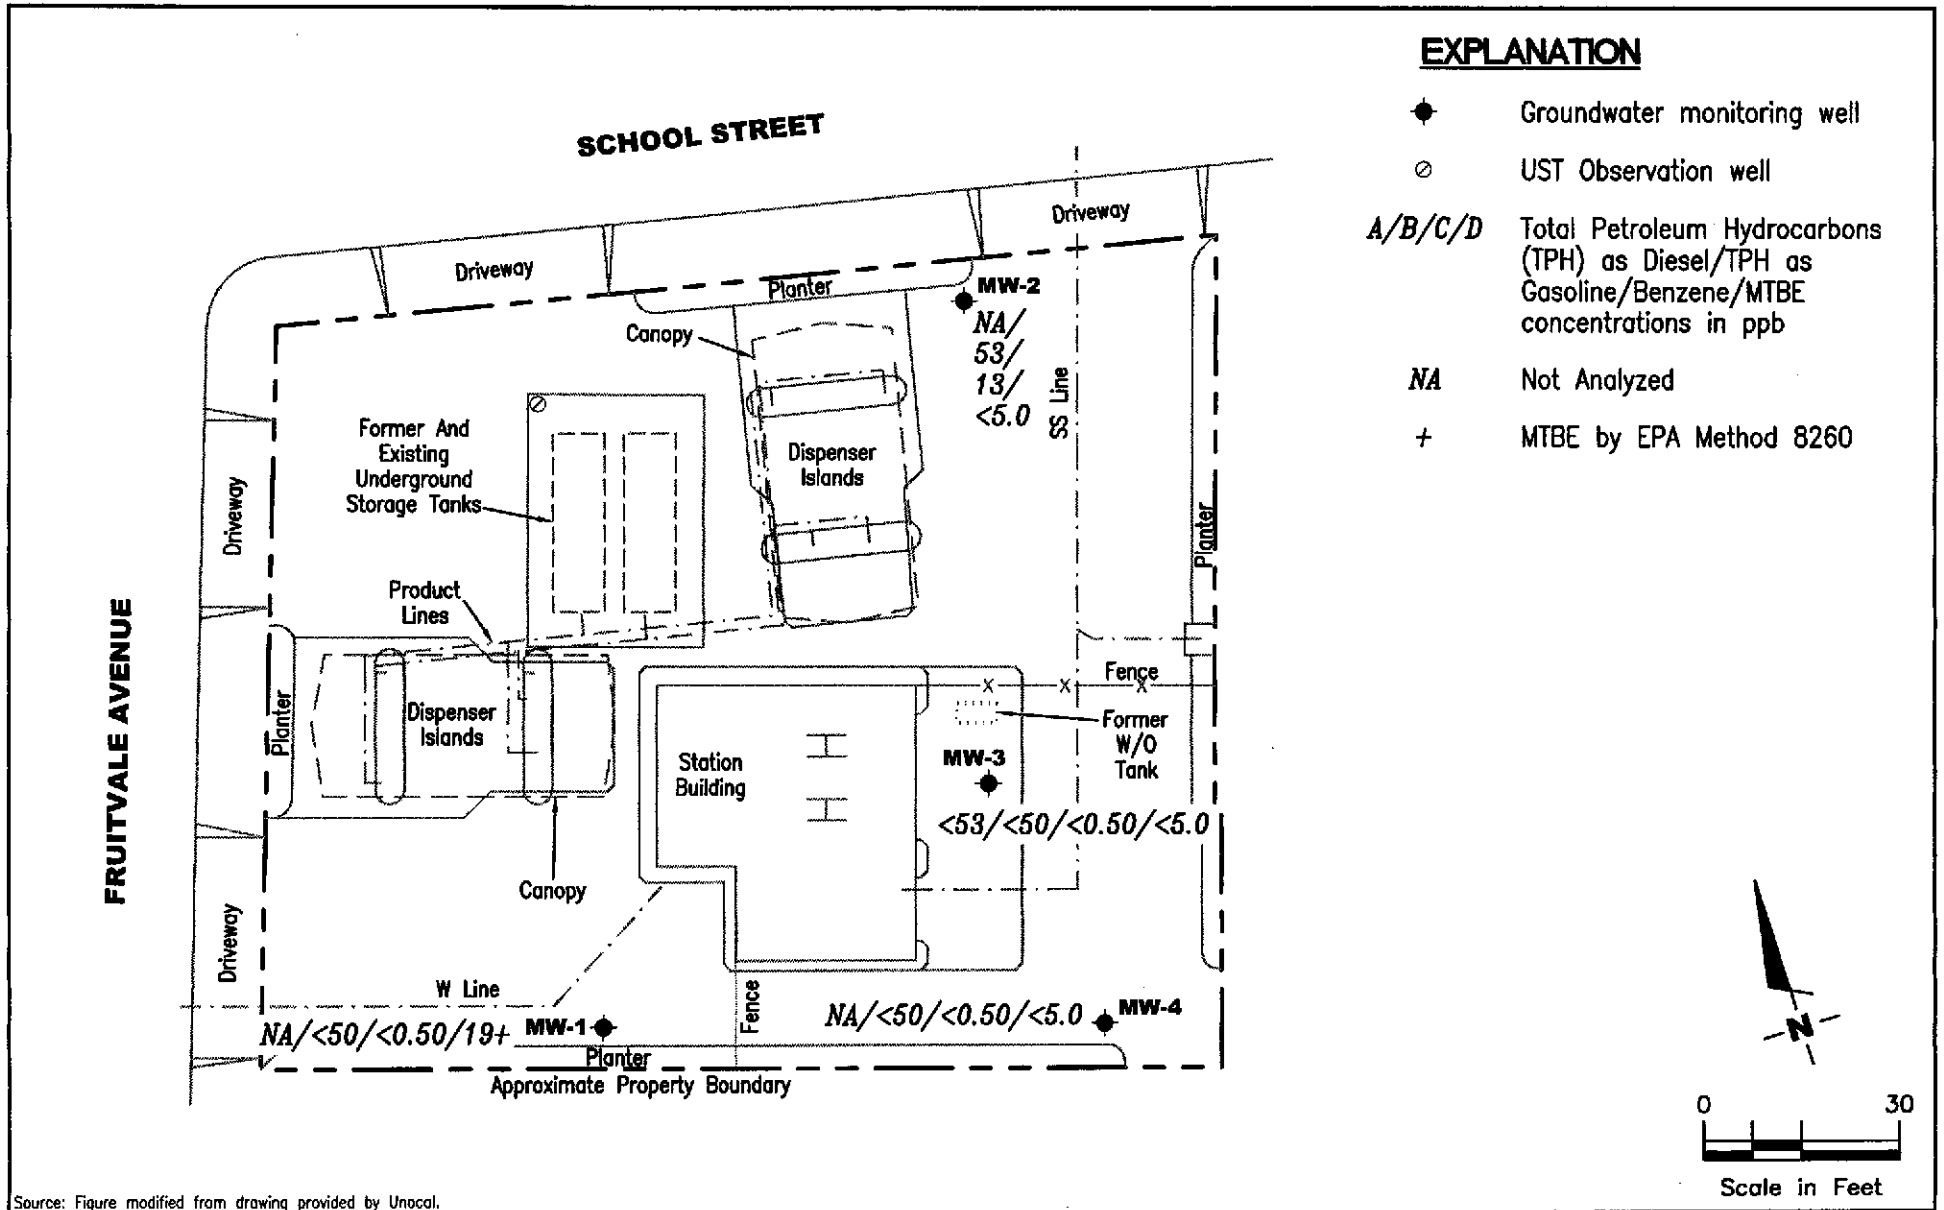 EXPLANATION
Groundwater monitoring well
UST Observation well
A/B/C/D Total Petroleum Hydrocarbons
(TPH) as Diesel/TPH as
Gasoline/Benzene/MTBE
concentrations in ppb
NA Not Analyzed
+ MTBE by EPA Method 8260
SCHOOL STREET
Driveway
Driveway
Planter
MW-2
NA/
53/
13/
<5.0
Canopy
SS Line
Former And
Existing
Underground
Storage Tanks
Dispenser
Islands
Driveway
Planter
Product
Lines
FRUITVALE AVENUE
Planter
Dispenser
Islands
Fence
X X X
Former
W/O
Tank
Station
Building
MW-3
<53/<50/<0.50/<5.0
Canopy
Driveway
W Line
NA/<50/<0.50/19+ MW-1
Fence
NA/<50/<0.50/<5.0 MW-4
Planter
Approximate Property Boundary
N
0 30
Scale in Feet
Source: Figure modified from drawing provided by Unocal.